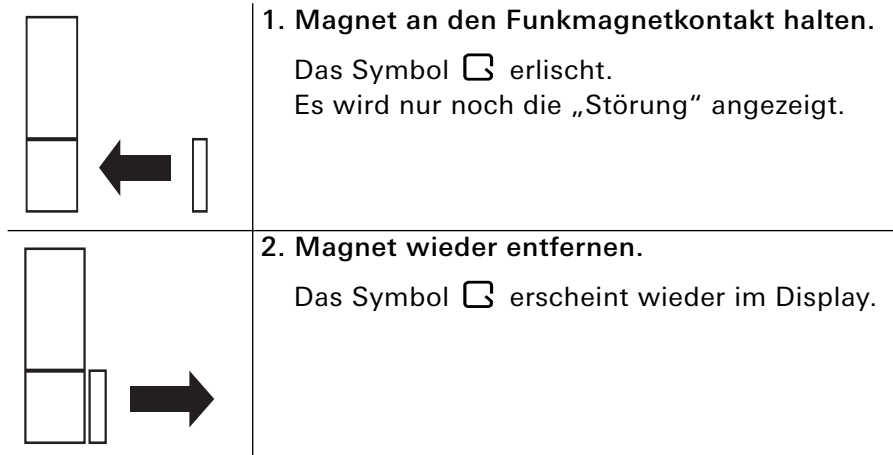 1. Magnet an den Funkmagnetkontakt halten.
Das Symbol erlischt.
Es wird nur noch die „Störung“ angezeigt.
2. Magnet wieder entfernen.
Das Symbol erscheint wieder im Display.